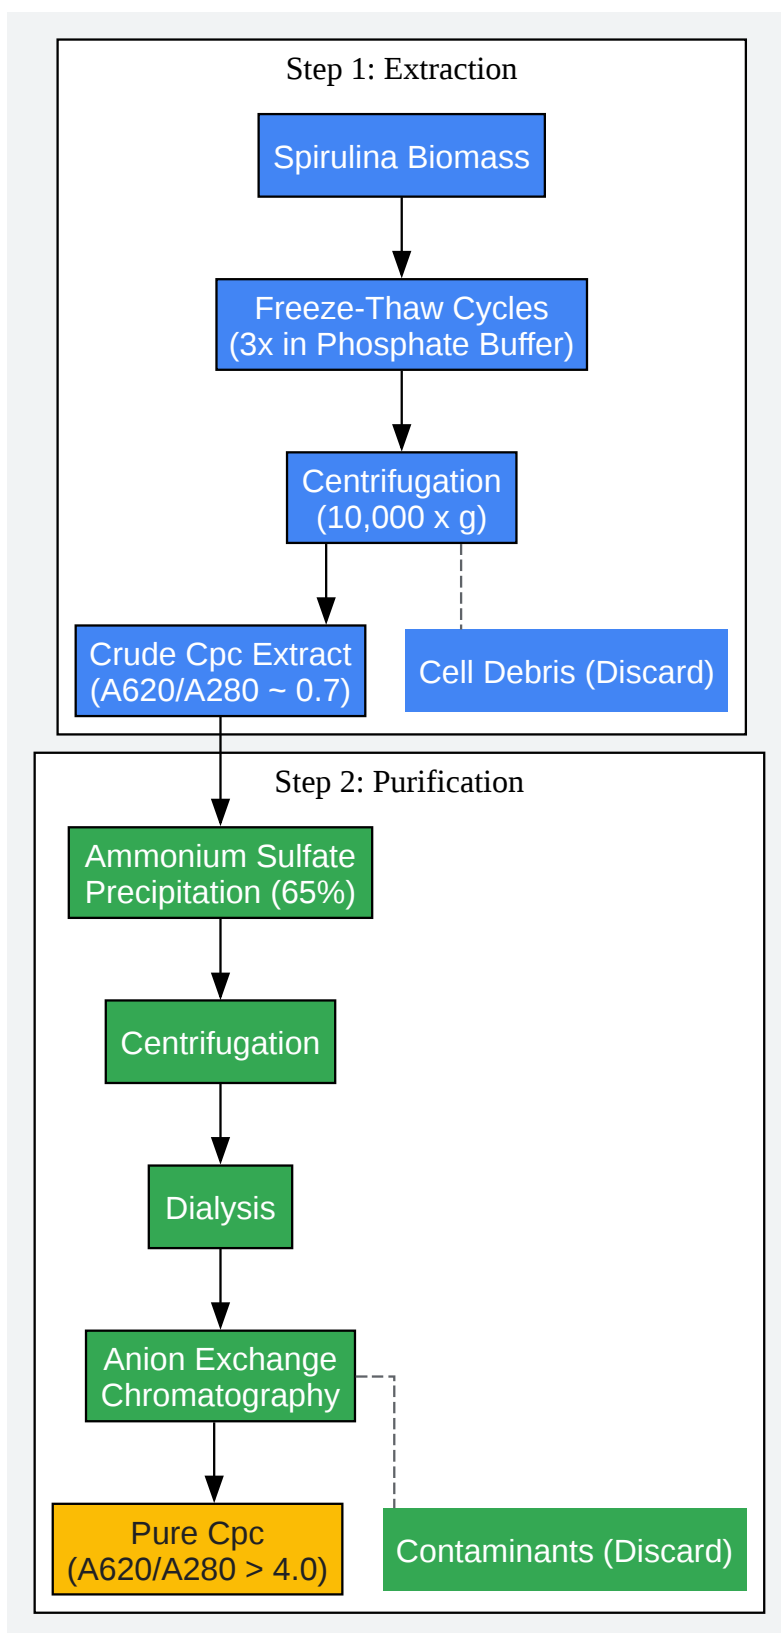 Step 1: Extraction
Spirulina Biomass
Freeze-Thaw Cycles
(3x in Phosphate Buffer)
Centrifugation
(10,000 x g)
Crude Cpc Extract
(A620/A280 ~ 0.7)
Cell Debris (Discard)
Step 2: Purification
Ammonium Sulfate
Precipitation (65%)
Centrifugation
Dialysis
Anion Exchange
Chromatography
Pure Cpc
(A620/A280 > 4.0)
Contaminants (Discard)